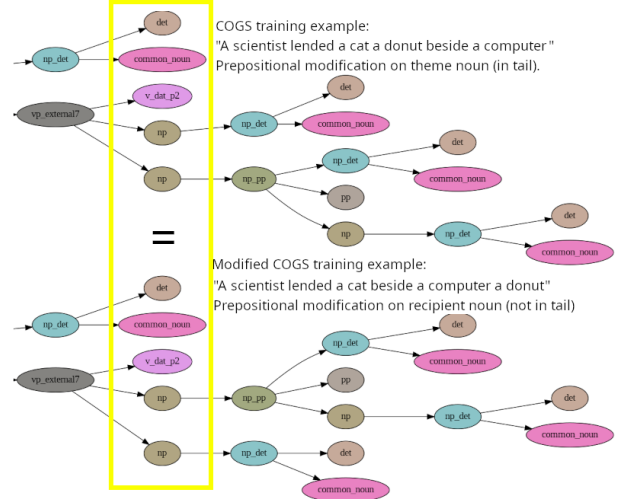 det
COGS training example:
"A scientist lended a cat a donut beside a computer"
np_det
common_noun
Prepositional modification on theme noun (in tail).
v_dat_p2
det
vp_external7
np
np_det
common_noun
det
np_det
np
np_pp
common_noun
pp
det
np
np_det
=
common_noun
Modified COGS training example:
det
"A scientist lended a cat beside a computer a donut"
Prepositional modification on recipient noun (not in tail)
np_det
common_noun
det
np_det
v_dat_p2
common_noun
vp_external7
pp
np
np_pp
det
np
np_det
common_noun
np
np_det
det
common_noun